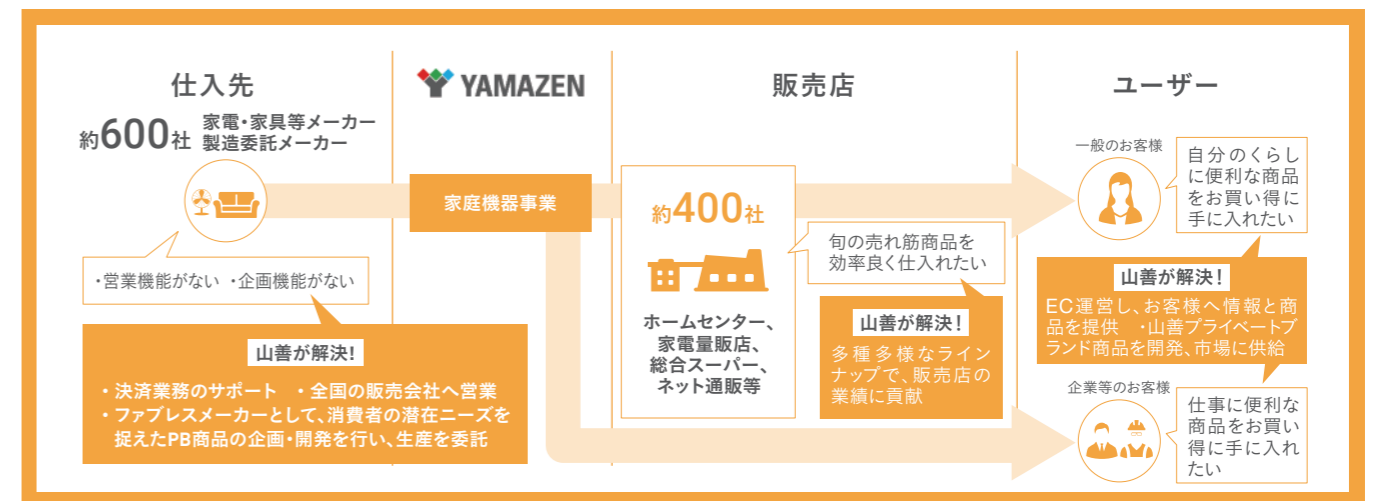 仕入先
約600社
家電・家具等メーカー
製造委託メーカー
・営業機能がない ・企画機能がない
山善が解決！
・決済業務のサポート ・全国の販売会社へ営業
・ファブレスメーカーとして、消費者の潜在ニーズを
捉えたPB商品の企画・開発を行い、生産を委託
YAMAZEN
家庭機器事業
販売店
約400社
ホームセンター、
家電量販店、
総合スーパー、
ネット通販等
旬の売れ筋商品を
効率良く仕入れたい
山善が解決！
多種多様なライン
ナップで、販売店の
業績に貢献
ユーザー
一般のお客様
自分のくらし
に便利な商品
をお買い得に
手に入れたい
山善が解決！
EC運営し、お客様へ情報と商
品を提供 ・山善プライベートブ
ランド商品を開発、市場に供給
企業等のお客様
仕事に便利な
商品をお買い
得に手に入れ
たい